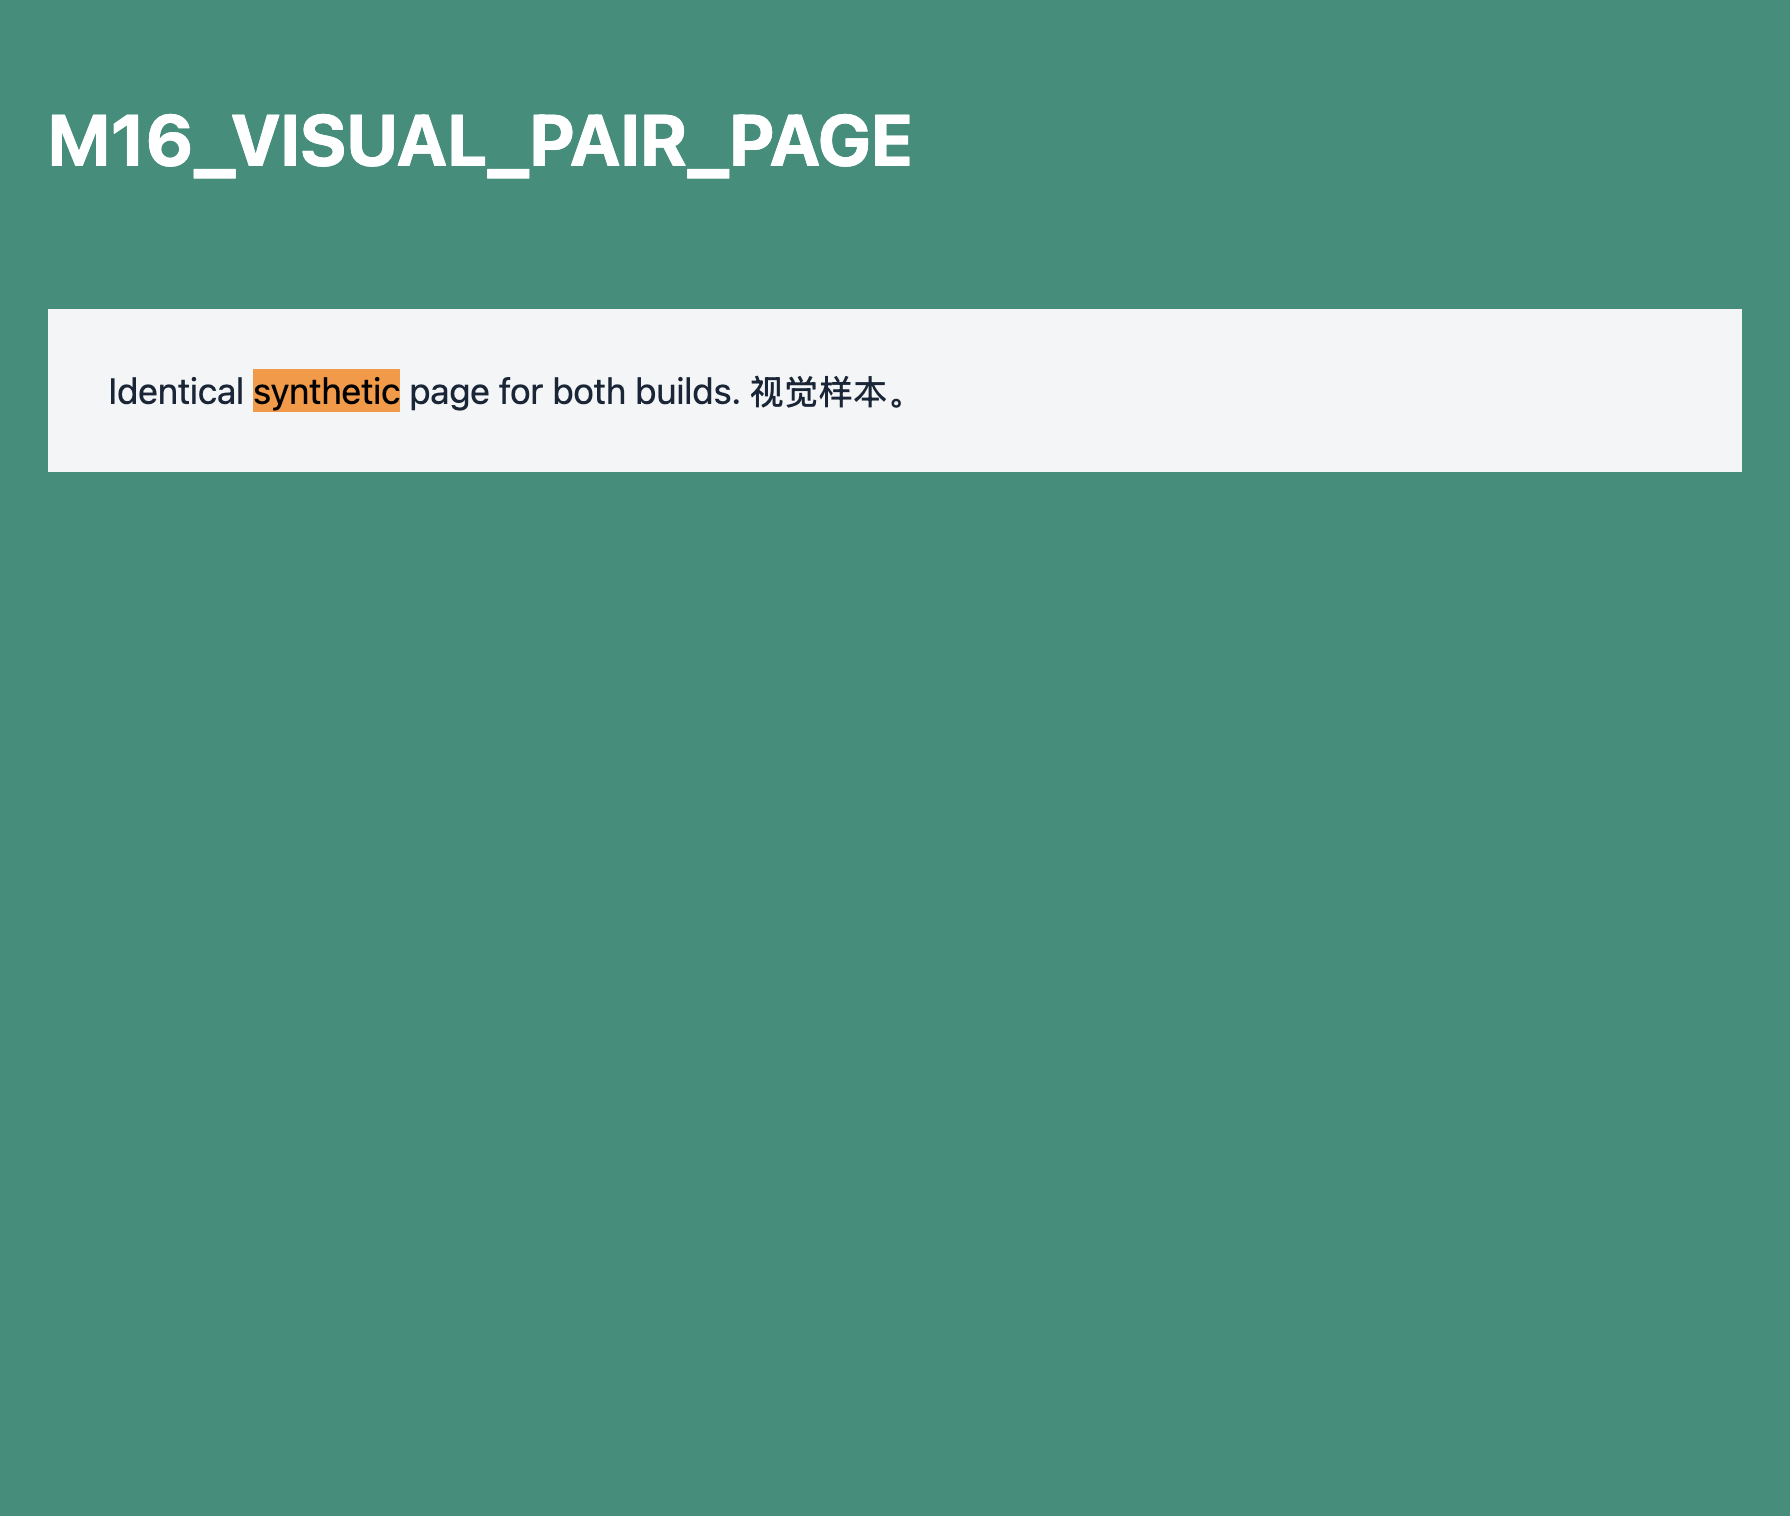 M16_VISUAL_PAIR_PAGE
Identical synthetic page for both builds. 视觉样本。